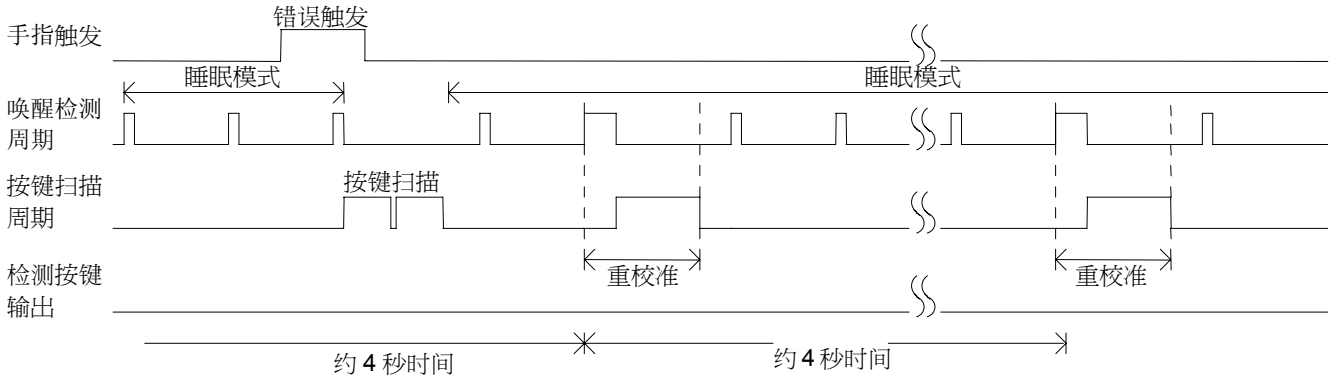 错误触发
手指触发
睡眠模式
睡眠模式
唤醒检测
周期
按键扫描
按键扫描
周期
重校准
重校准
检测按键
输出
约 4 秒时间
约 4 秒时间